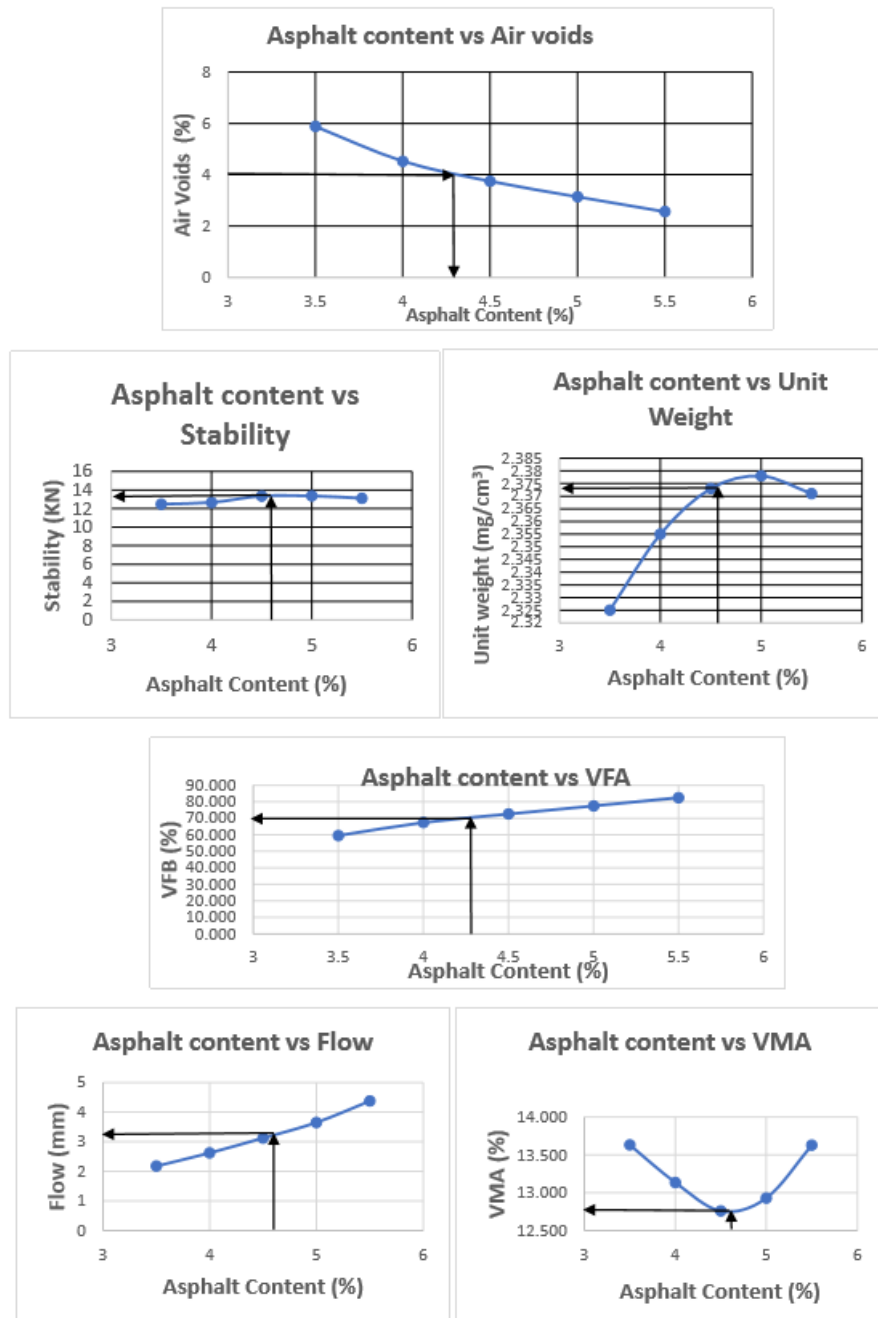 Asphalt content vs Air voids
8
6
4
2
0
Air Voids (%)
3 3.5 4 4.5 5 5.5 6
Asphalt Content (%)
Asphalt content vs
Stability
16
14
12
10
8
6
4
2
0
Stability (KN)
3 4 5 6
Asphalt Content (%)
Asphalt content vs Unit
Weight
2.385
2.38
2.375
2.37
2.365
2.36
2.355
2.35
2.345
2.34
2.335
2.33
2.325
2.32
Unit weight (mg/cm³)
3 4 5 6
Asphalt Content (%)
Asphalt content vs VFA
90.000
80.000
70.000
60.000
50.000
40.000
30.000
20.000
10.000
0.000
VFB (%)
3 3.5 4 4.5 5 5.5 6
Asphalt Content (%)
Asphalt content vs Flow
5
4
3
2
1
0
Flow (mm)
3 4 5 6
Asphalt Content (%)
Asphalt content vs VMA
14.000
13.500
13.000
12.500
VMA (%)
3 4 5 6
Asphalt Content (%)